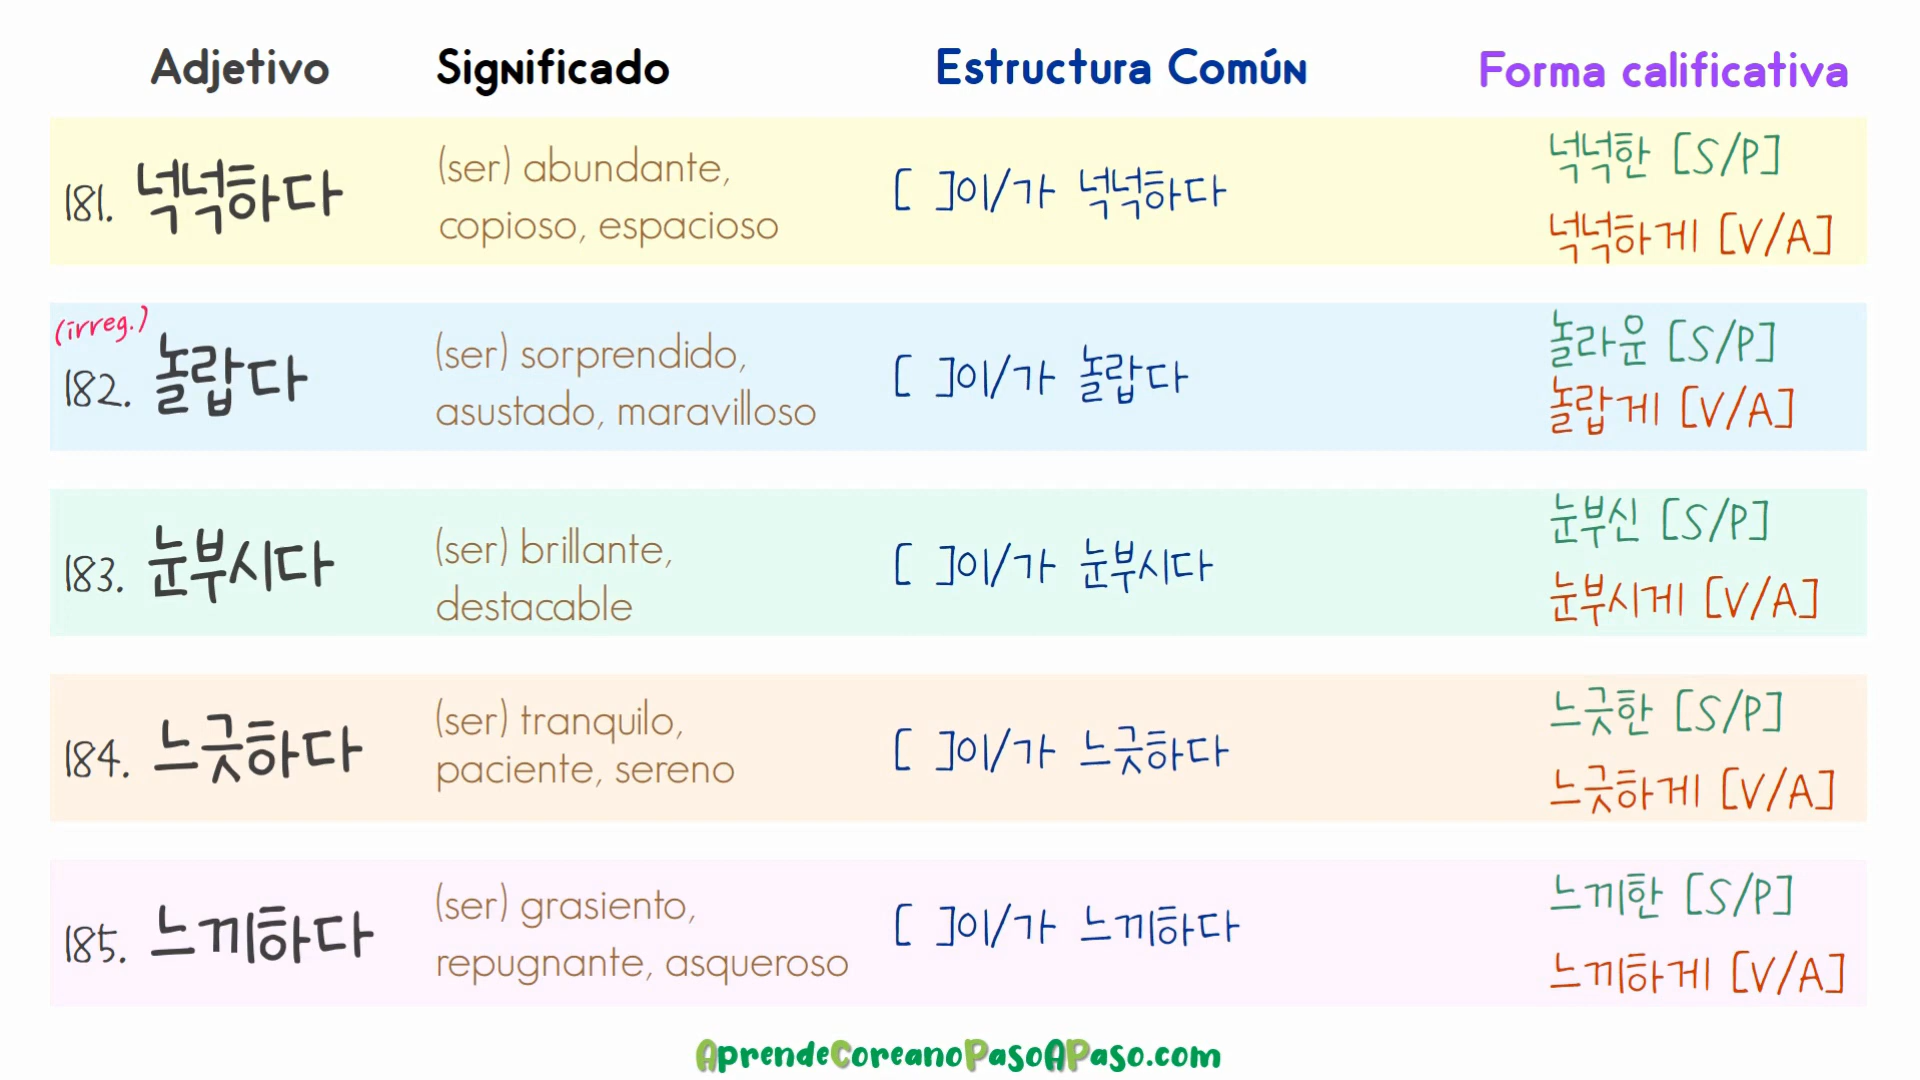 Adjetivo Significado Estructura Común Forma calificativa
181. 넉넉하다
(ser) abundante,
copioso, espacioso
[ ]이/가 넉넉하다
넉넉한 [S/P]
넉넉하게 [V/A]
(irreg.)
182. 놀랍다
(ser) sorprendido,
asustado, maravilloso
[ ]이/가 놀랍다
놀라운 [S/P]
놀랍게 [V/A]
183. 눈부시다
(ser) brillante,
destacable
[ ]이/가 눈부시다
눈부신 [S/P]
눈부시게 [V/A]
184. 느긋하다
(ser) tranquilo,
paciente, sereno
[ ]이/가 느긋하다
느긋한 [S/P]
느긋하게 [V/A]
185. 느끼하다
(ser) grasiento,
repugnante, asqueroso
[ ]이/가 느끼하다
느끼한 [S/P]
느끼하게 [V/A]
AprendeCoreanoPasoAPaso.com